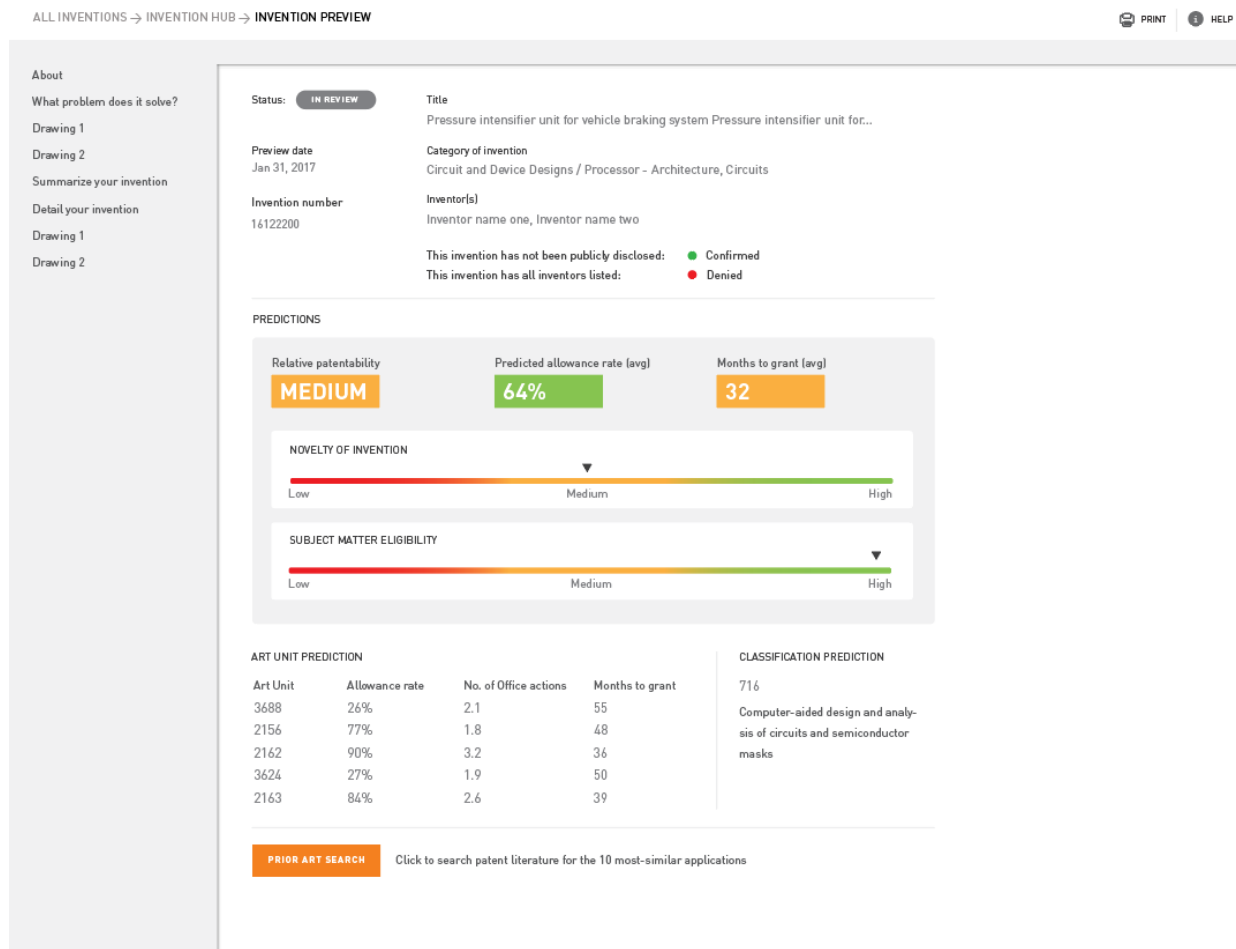 ALL INVENTIONS → INVENTION HUB → INVENTION PREVIEW
PRINT
HELP
About
What problem does it solve?
Drawing 1
Drawing 2
Summarize your invention
Detail your invention
Drawing 1
Drawing 2
Status: IN REVIEW
Title
Pressure intensifier unit for vehicle braking system Pressure intensifier unit for...
Preview date
Jan 31, 2017
Category of invention
Circuit and Device Designs / Processor - Architecture, Circuits
Invention number
16122200
Inventor(s)
Inventor name one, Inventor name two
This invention has not been publicly disclosed: Confirmed
This invention has all inventors listed: Denied
PREDICTIONS
Relative patentability
MEDIUM
Predicted allowance rate (avg)
64%
Months to grant (avg)
32
NOVELTY OF INVENTION
Low Medium High
SUBJECT MATTER ELIGIBILITY
Low Medium High
ART UNIT PREDICTION
Art Unit Allowance rate No. of Office actions Months to grant
3688 26% 2.1 55
2156 77% 1.8 48
2162 90% 3.2 36
3624 27% 1.9 50
2163 84% 2.6 39
CLASSIFICATION PREDICTION
716
Computer-aided design and analy-
sis of circuits and semiconductor
masks
PRIOR ART SEARCH Click to search patent literature for the 10 most-similar applications